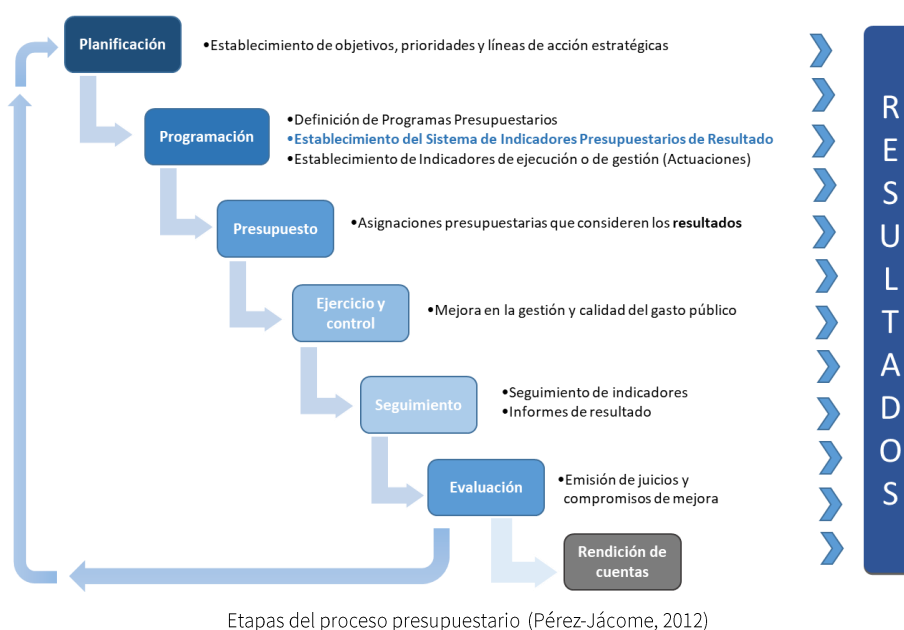 Planificación
•Establecimiento de objetivos, prioridades y líneas de acción estratégicas
Programación
•Definición de Programas Presupuestarios
•Establecimiento del Sistema de Indicadores Presupuestarios de Resultado
•Establecimiento de Indicadores de ejecución o de gestión (Actuaciones)
Presupuesto
•Asignaciones presupuestarias que consideren los resultados
Ejercicio y
control
•Mejora en la gestión y calidad del gasto público
Seguimiento
•Seguimiento de indicadores
•Informes de resultado
Evaluación
•Emisión de juicios y
compromisos de mejora
Rendición de
cuentas
R
E
S
U
L
T
A
D
O
S
Etapas del proceso presupuestario (Pérez-Jácome, 2012)